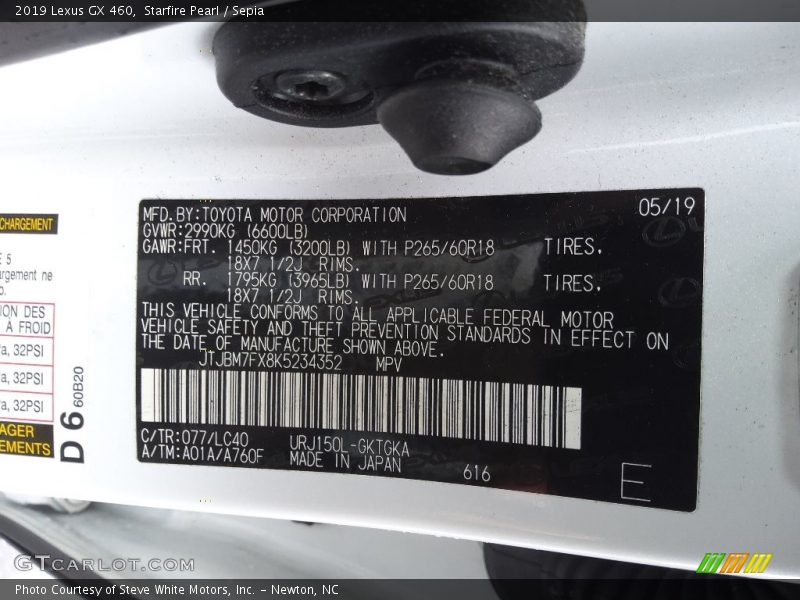 2019 Lexus GX 460, Starfire Pearl / Sepia
05/19
MFD.BY:TOYOTA MOTOR CORPORATION
GVWR:2990KG (6600LB)
GAWR:FRT. 1450KG (3200LB) WITH P265/60R18 TIRES.
18X7 1/2J RIMS.
RR. 1795KG (3965LB) WITH P265/60R18 TIRES.
18X7 1/2J RIMS.
THIS VEHICLE CONFORMS TO ALL APPLICABLE FEDERAL MOTOR
VEHICLE SAFETY AND THEFT PREVENTION STANDARDS IN EFFECT ON
THE DATE OF MANUFACTURE SHOWN ABOVE.
JTJBM7FX8K5234352 MPV
C/TR:077/LC40 URJ150L-GKTGKA
A/TM:A01A/A760F MADE IN JAPAN 616
E
CHARGEMENT
E 5
argement ne
ION DES
A FROID
a, 32PSI
a, 32PSI
a, 32PSI
AGER
EMENTS
D 6 60B20
GTCarLot.com
Photo Courtesy of Steve White Motors, Inc. – Newton, NC